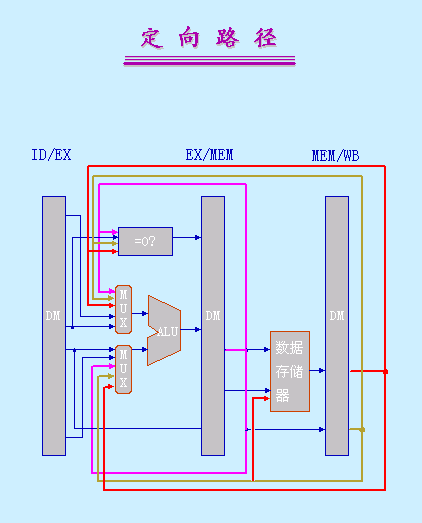 定向路径
ID/EX EX/MEM MEM/WB
=0?
DM
MUX
ALU
MUX
DM
数据
存储
器
DM